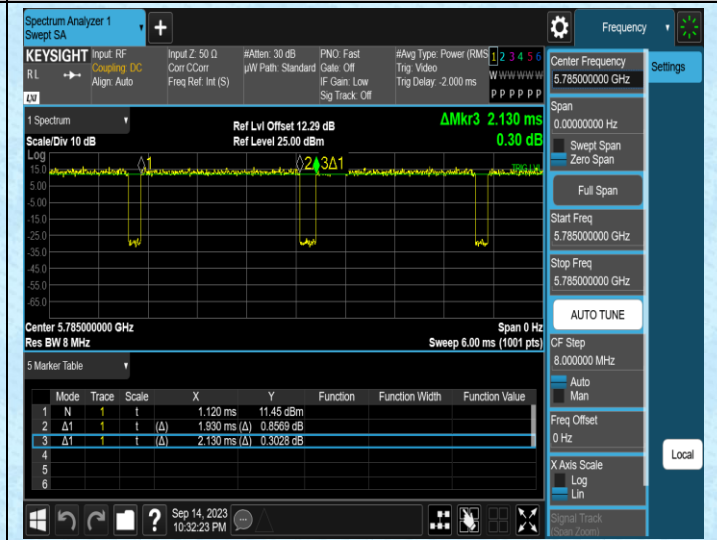 Spectrum Analyzer 1
Swept SA
Frequency
KEYSIGHT
RL
LXI
Input: RF
Coupling: DC
Align: Auto
Input Z: 50 Ω
Corr CCorr
Freq Ref: Int (S)
#Atten: 30 dB
µW Path: Standard
PNO: Fast
Gate: Off
IF Gain: Low
Sig Track: Off
#Avg Type: Power (RMS
Trig: Video
Trig Delay: -2.000 ms
1 2 3 4 5 6
W W W W W W
P P P P P P
1 Spectrum
Scale/Div 10 dB
Ref Lvl Offset 12.29 dB
Ref Level 25.00 dBm
ΔMkr3 2.130 ms
0.30 dB
Log
15.0
5.00
-5.00
-15.0
-25.0
-35.0
-45.0
-55.0
-65.0
1
2
3Δ1
TRIG LVL
Center 5.785000000 GHz
Res BW 8 MHz
Span 0 Hz
Sweep 6.00 ms (1001 pts)
5 Marker Table
Mode Trace Scale X Y Function Function Width Function Value
1 N 1 t 1.120 ms 11.45 dBm
2 Δ1 1 t (Δ) 1.930 ms (Δ) 0.8569 dB
3 Δ1 1 t (Δ) 2.130 ms (Δ) 0.3028 dB
4
5
6
Sep 14, 2023
10:32:23 PM
Center Frequency
5.785000000 GHz
Settings
Span
0.00000000 Hz
Swept Span
Zero Span
Full Span
Start Freq
5.785000000 GHz
Stop Freq
5.785000000 GHz
AUTO TUNE
CF Step
8.000000 MHz
Auto
Man
Freq Offset
0 Hz
Local
X Axis Scale
Log
Lin
Signal Track
(Span Zoom)